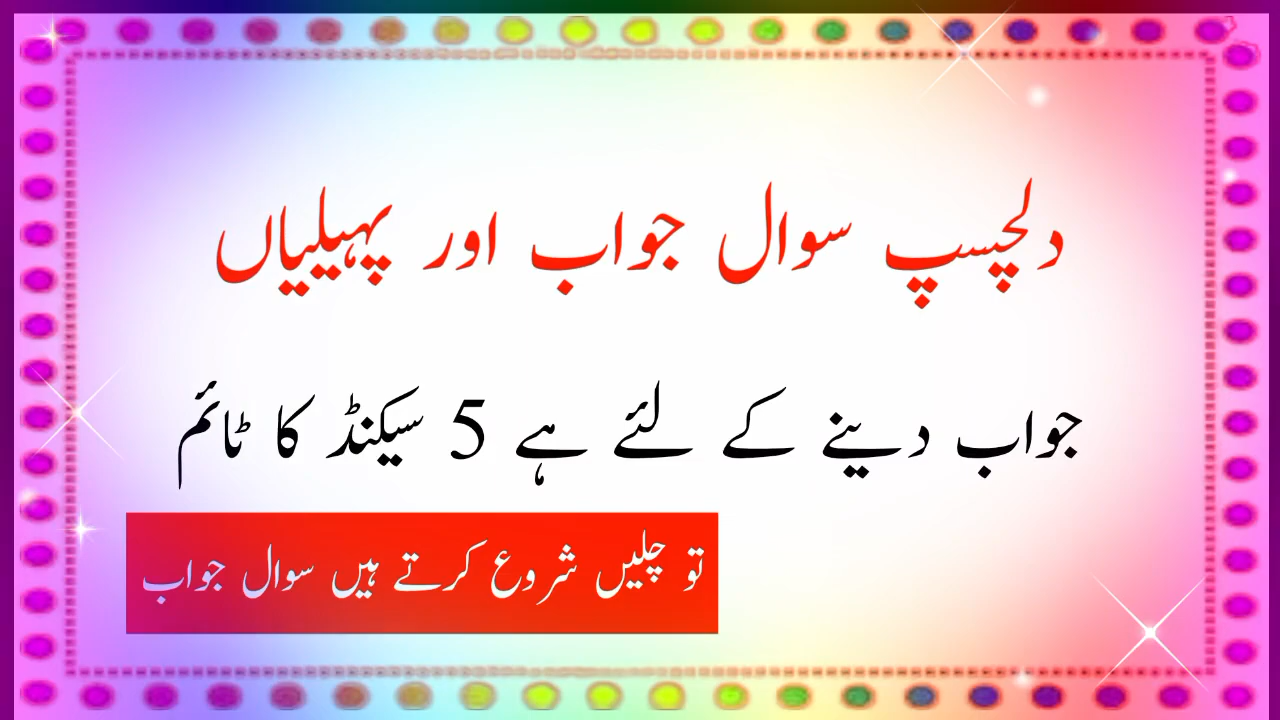 دلچسپ سوال جواب اور پہیلیاں
جواب دینے کے لئے ہے 5 سیکنڈ کا ٹائم
تو چلیں شروع کرتے ہیں سوال جواب